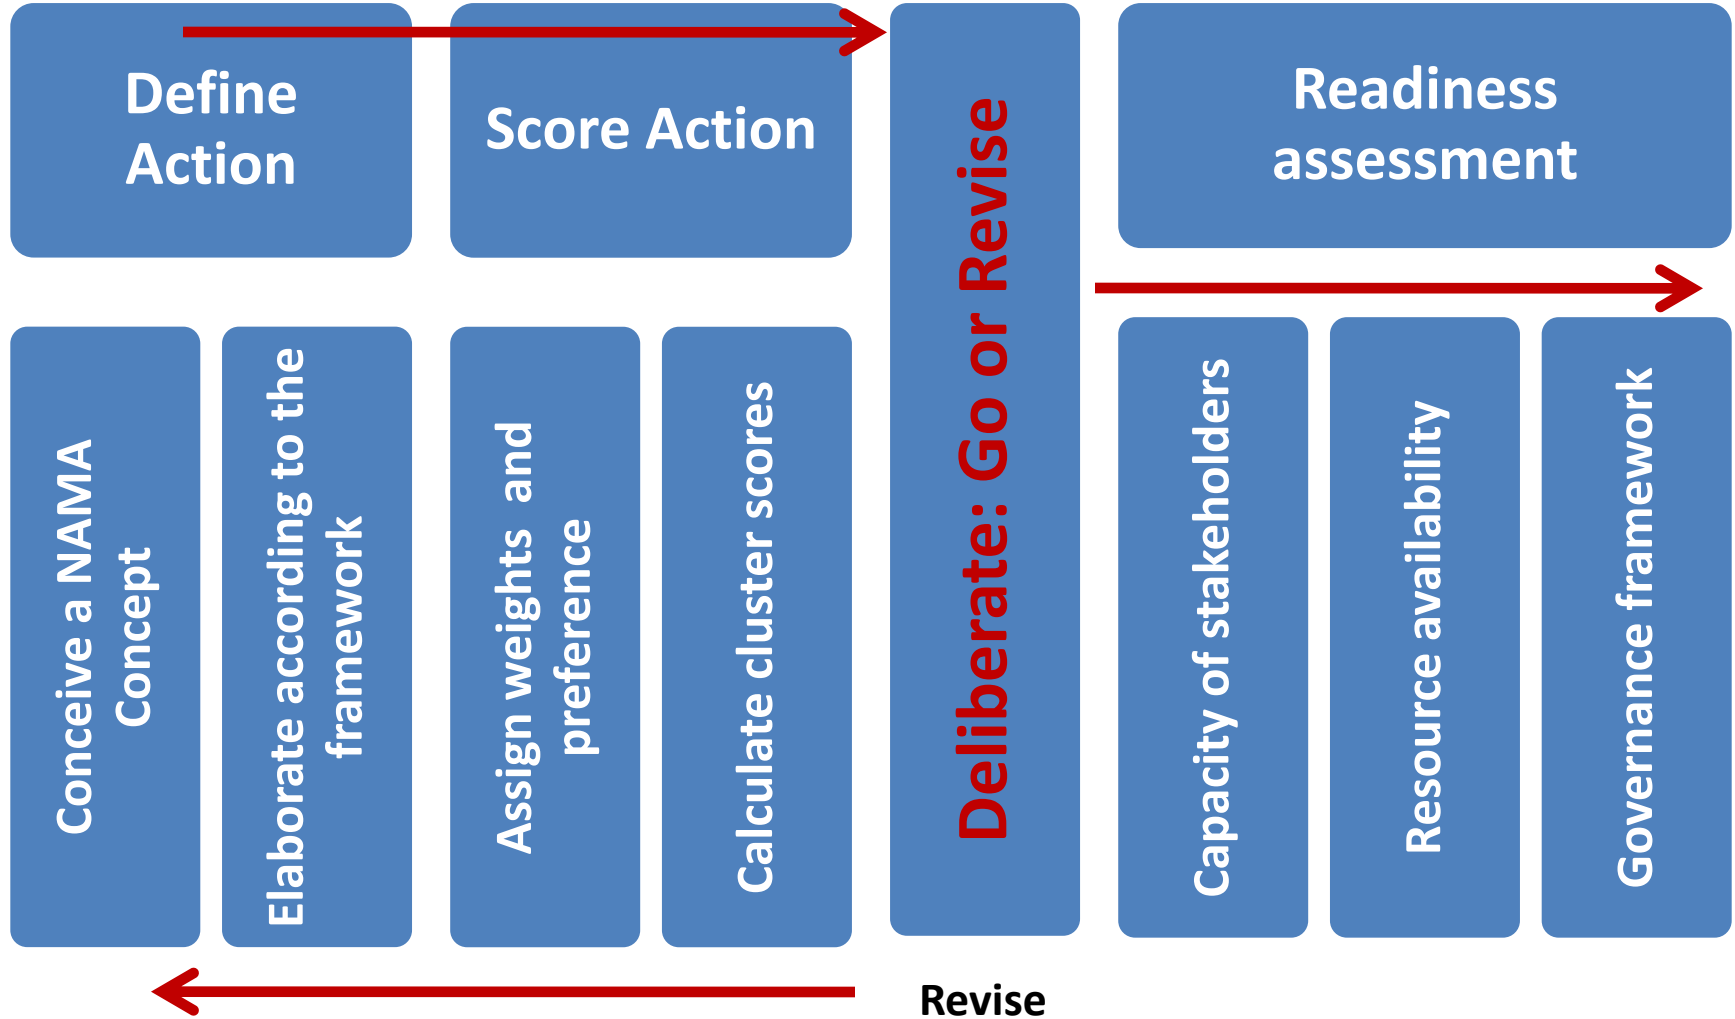 Define
Action
Score Action
Readiness
assessment
Conceive a NAMA
Concept
Elaborate according to the
framework
Assign weights and
preference
Calculate cluster scores
Deliberate: Go or Revise
Capacity of stakeholders
Resource availability
Governance framework
Revise